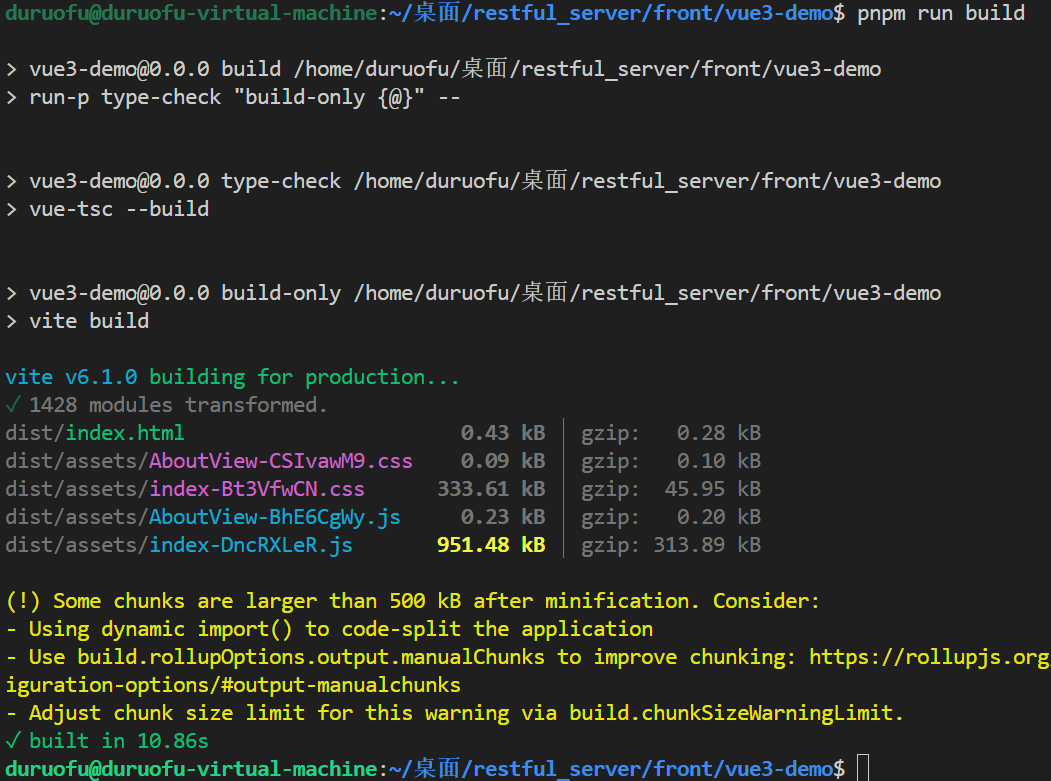 duruofu@duruofu-virtual-machine:~/桌面/restful_server/front/vue3-demo$ pnpm run build
> vue3-demo@0.0.0 build /home/duruofu/桌面/restful_server/front/vue3-demo
> run-p type-check "build-only {@}" --
> vue3-demo@0.0.0 type-check /home/duruofu/桌面/restful_server/front/vue3-demo
> vue-tsc --build
> vue3-demo@0.0.0 build-only /home/duruofu/桌面/restful_server/front/vue3-demo
> vite build
vite v6.1.0 building for production...
✓ 1428 modules transformed.
dist/index.html 0.43 kB │ gzip: 0.28 kB
dist/assets/AboutView-CSIvawM9.css 0.09 kB │ gzip: 0.10 kB
dist/assets/index-Bt3VfwCN.css 333.61 kB │ gzip: 45.95 kB
dist/assets/AboutView-BhE6CgWy.js 0.23 kB │ gzip: 0.20 kB
dist/assets/index-DncRXLeR.js 951.48 kB │ gzip: 313.89 kB
(!) Some chunks are larger than 500 kB after minification. Consider:
- Using dynamic import() to code-split the application
- Use build.rollupOptions.output.manualChunks to improve chunking: https://rollupjs.org
iguration-options/#output-manualchunks
- Adjust chunk size limit for this warning via build.chunkSizeWarningLimit.
✓ built in 10.86s
duruofu@duruofu-virtual-machine:~/桌面/restful_server/front/vue3-demo$